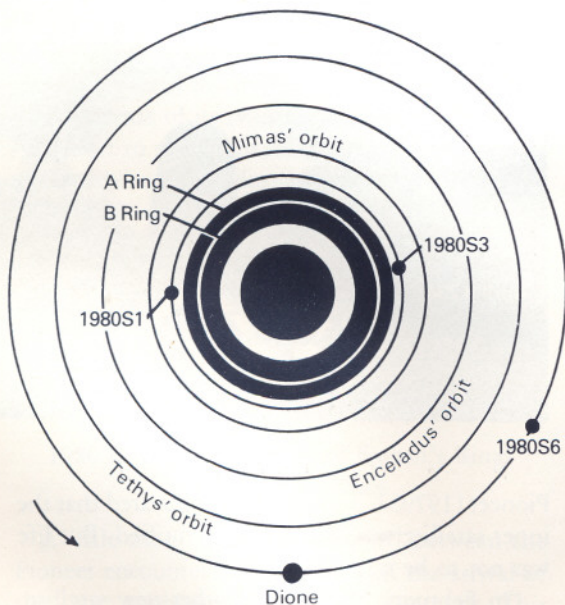 Mimas' orbit
A Ring
B Ring
1980S3
1980S1
Enceladus' orbit
1980S6
Tethys' orbit
Dione